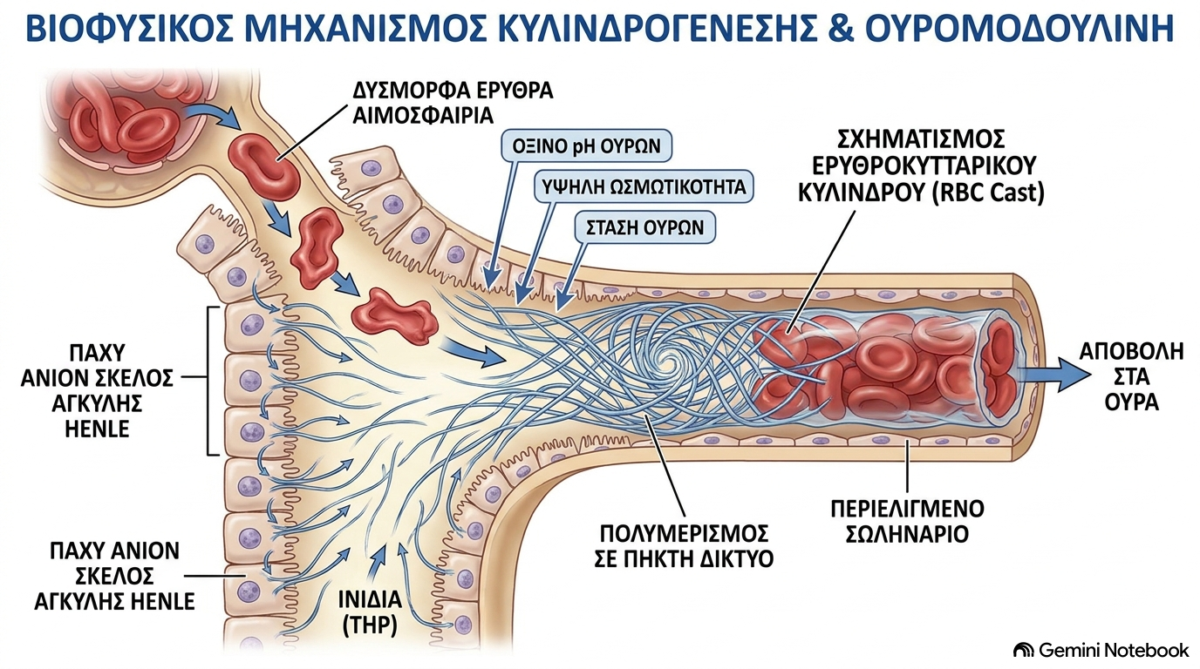 ΒΙΟΦΥΣΙΚΟΣ ΜΗΧΑΝΙΣΜΟΣ ΚΥΛΙΝΔΡΟΓΕΝΕΣΗΣ & ΟΥΡΟΜΟΔΟΥΛΙΝΗ
ΔΥΣΜΟΡΦΑ ΕΡΥΘΡΑ
ΑΙΜΟΣΦΑΙΡΙΑ
ΟΞΙΝΟ pH ΟΥΡΩΝ
ΥΨΗΛΗ ΩΣΜΩΤΙΚΟΤΗΤΑ
ΣΤΑΣΗ ΟΥΡΩΝ
ΣΧΗΜΑΤΙΣΜΟΣ
ΕΡΥΘΡΟΚΥΤΤΑΡΙΚΟΥ
ΚΥΛΙΝΔΡΟΥ (RBC Cast)
ΠΑΧΥ
ΑΝΙΟΝ ΣΚΕΛΟΣ
ΑΓΚΥΛΗΣ
HENLE
ΑΠΟΒΟΛΗ
ΣΤΑ
ΟΥΡΑ
ΠΕΡΙΕΛΙΓΜΕΝΟ
ΣΩΛΗΝΑΡΙΟ
ΠΟΛΥΜΕΡΙΣΜΟΣ
ΣΕ ΠΗΚΤΗ ΔΙΚΤΥΟ
ΠΑΧΥ ΑΝΙΟΝ
ΣΚΕΛΟΣ
ΑΓΚΥΛΗΣ HENLE
ΙΝΙΔΙΑ
(THP)
Gemini Notebook